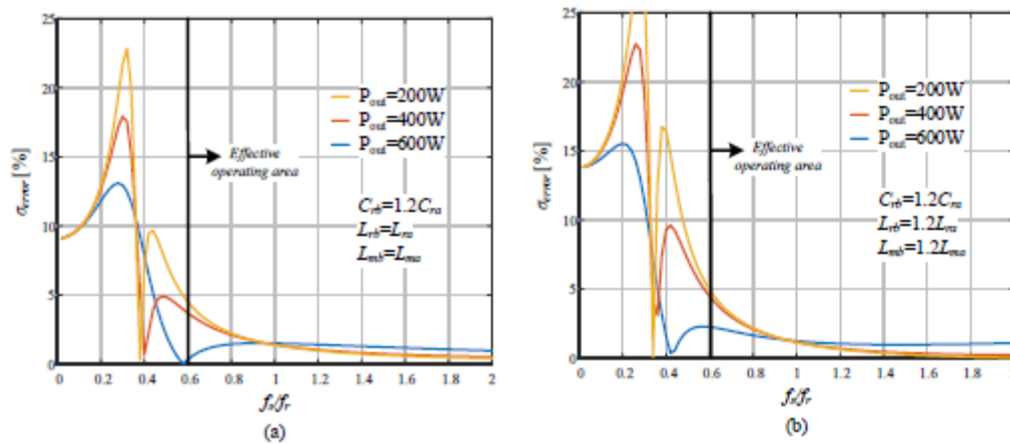 25
20
15
10
5
0
σerror [%]
Pout=200W
Pout=400W
Pout=600W
Effective
operating area
Crb=1.2Cra
Lrb=Lra
Lmb=Lma
0 0.2 0.4 0.6 0.8 1 1.2 1.4 1.6 1.8 2
fs/fr
(a)
25
20
15
10
5
0
σerror [%]
Pout=200W
Pout=400W
Pout=600W
Effective
operating area
Crb=1.2Cra
Lrb=1.2Lra
Lmb=1.2Lma
0 0.2 0.4 0.6 0.8 1 1.2 1.4 1.6 1.8 2
fs/fr
(b)